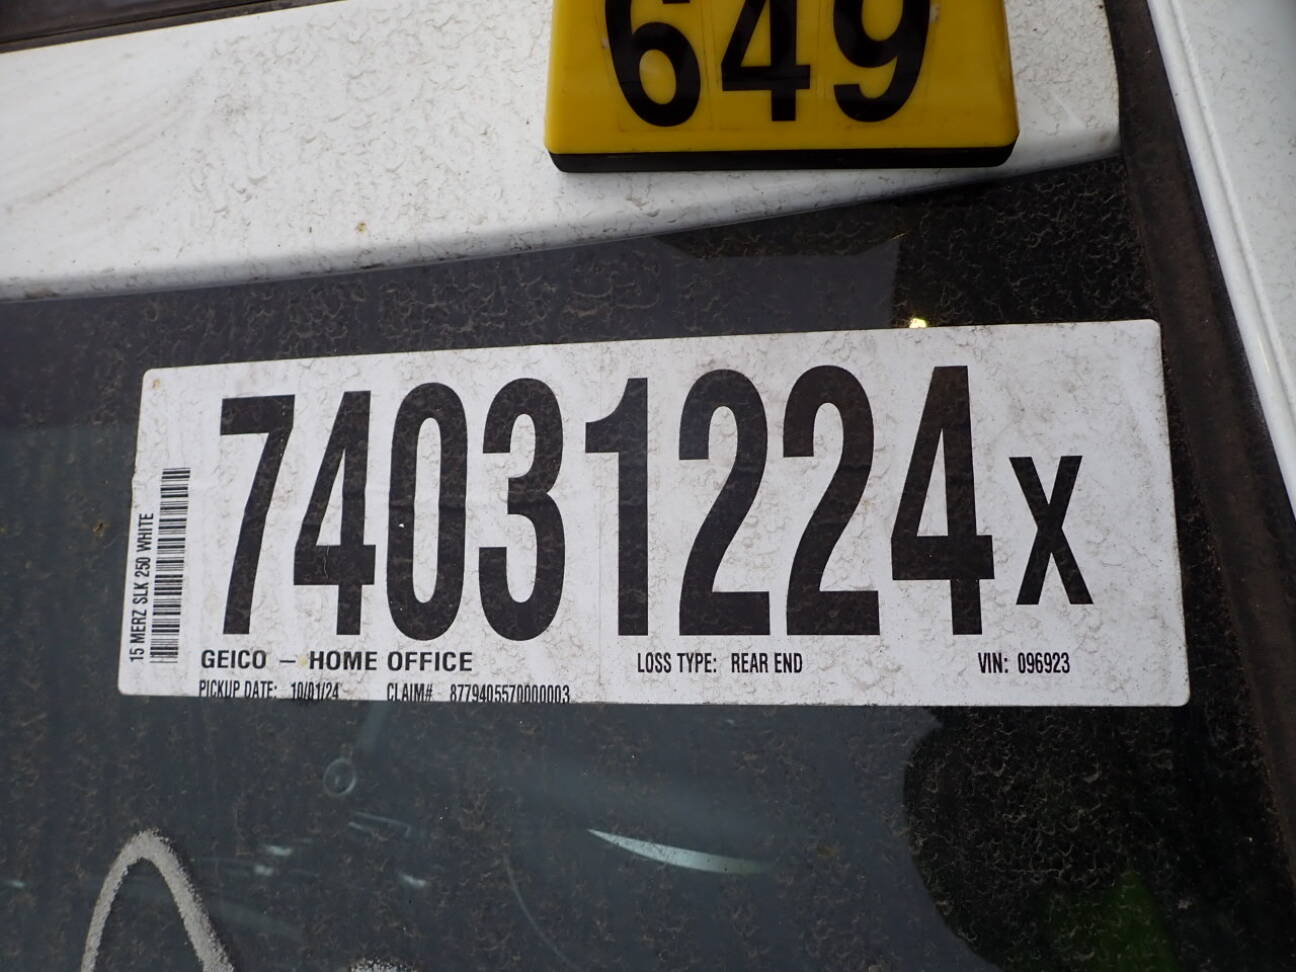 649
74031224X
15 MERZ SLK 250 WHITE
GEICO – HOME OFFICE
LOSS TYPE: REAR END
VIN: 096923
PICKUP DATE: 10/01/24
CLAIM# 8779405570000003